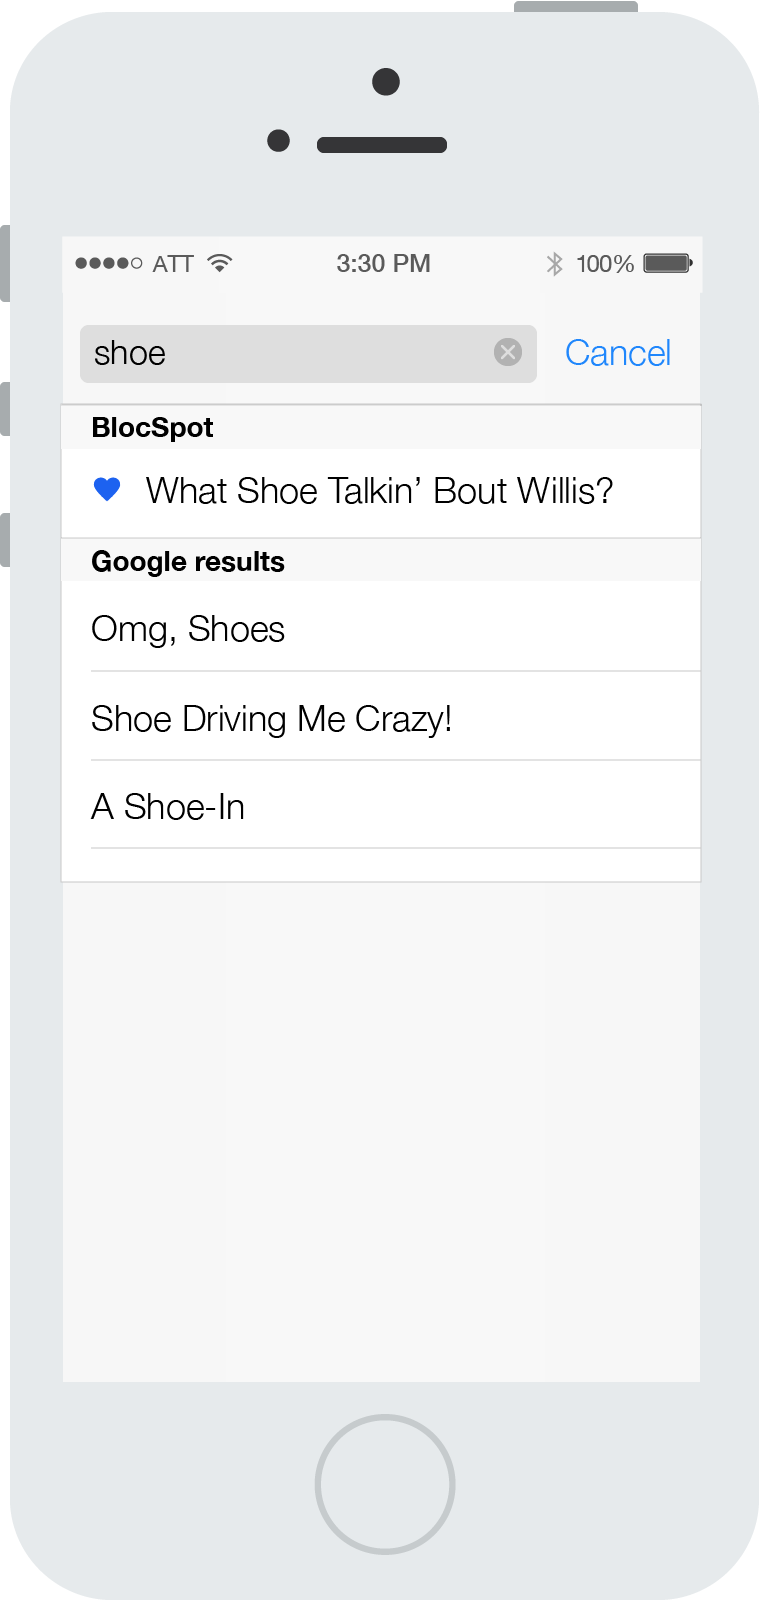 ATT 3:30 PM 100%
shoe Cancel
BlocSpot
What Shoe Talkin’ Bout Willis?
Google results
Omg, Shoes
Shoe Driving Me Crazy!
A Shoe-In